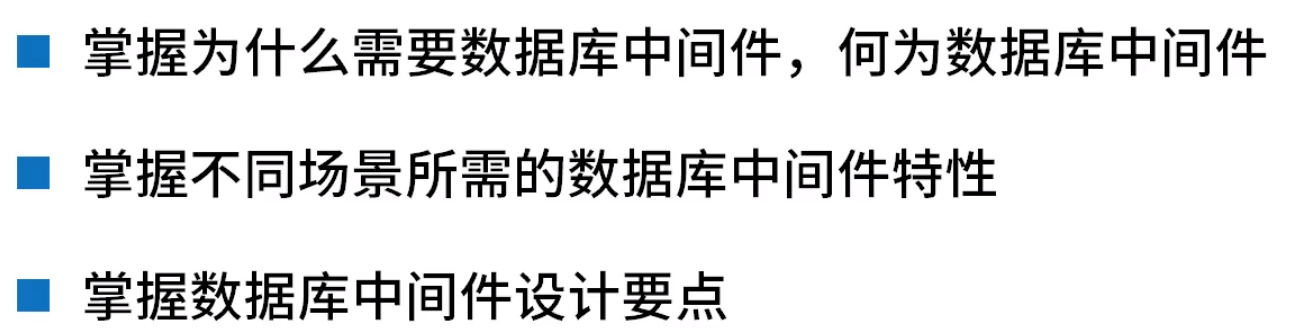 掌握为什么需要数据库中间件，何为数据库中间件
掌握不同场景所需的数据库中间件特性
掌握数据库中间件设计要点